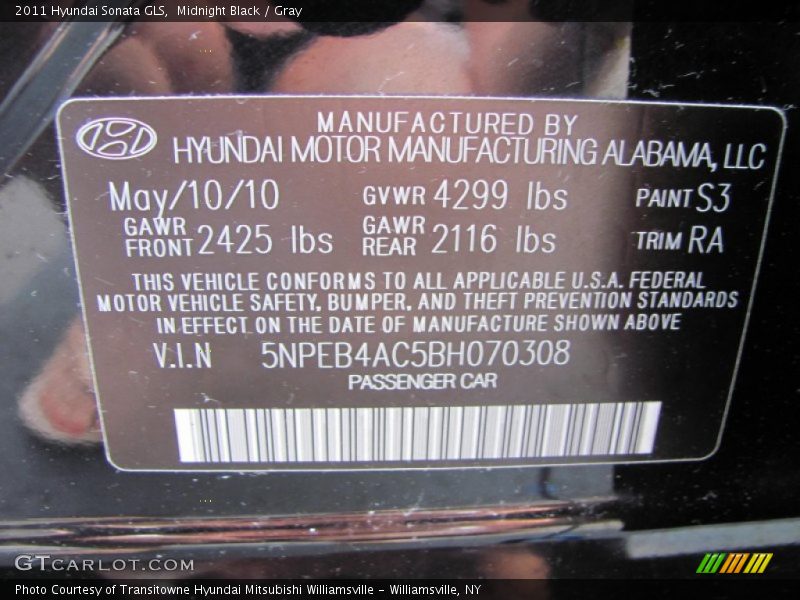 2011 Hyundai Sonata GLS, Midnight Black / Gray
MANUFACTURED BY
HYUNDAI MOTOR MANUFACTURING ALABAMA, LLC
May/10/10 GVWR 4299 lbs PAINT S3
GAWR FRONT 2425 lbs GAWR REAR 2116 lbs TRIM RA
THIS VEHICLE CONFORMS TO ALL APPLICABLE U.S.A. FEDERAL
MOTOR VEHICLE SAFETY, BUMPER, AND THEFT PREVENTION STANDARDS
IN EFFECT ON THE DATE OF MANUFACTURE SHOWN ABOVE
V.I.N 5NPEB4AC5BH070308
PASSENGER CAR
GTCARLOT.COM
Photo Courtesy of Transitowne Hyundai Mitsubishi Williamsville – Williamsville, NY